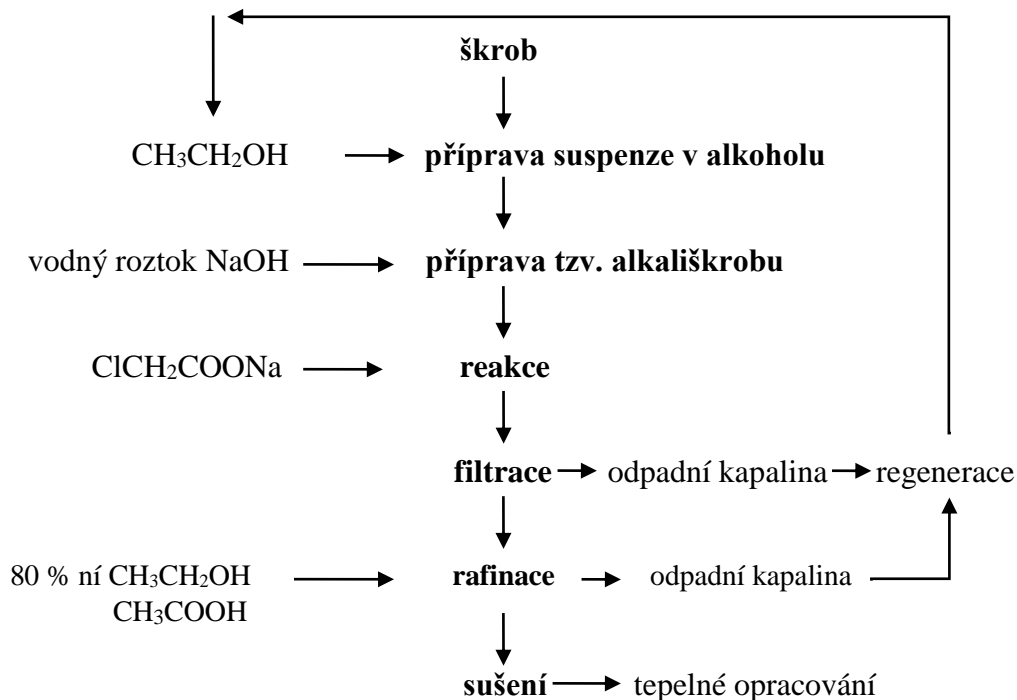 škrob
CH₃CH₂OH příprava suspenze v alkoholu
vodný roztok NaOH příprava tzv. alkališkrobu
ClCH₂COONa reakce
filtrace odpadní kapalina regenerace
80 % ní CH₃CH₂OH rafinace odpadní kapalina
CH₃COOH
sušení tepelné opracování